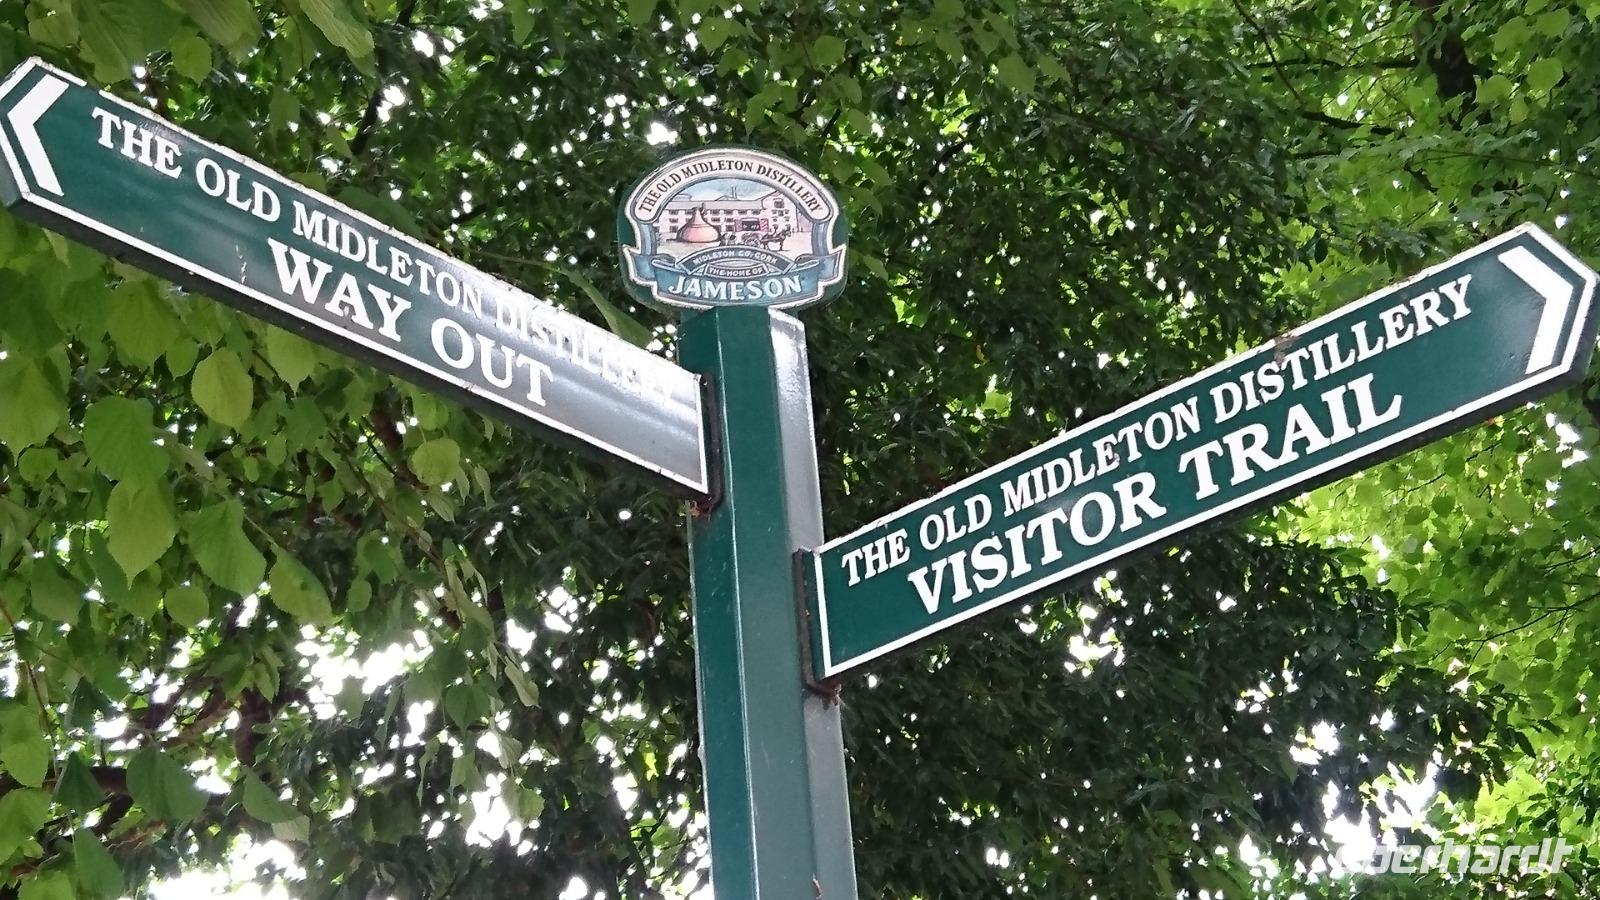 THE OLD MIDLETON DISTILLERY
WAY OUT
THE OLD MIDLETON DISTILLERY
MIDLETON CO. CORK
THE HOME OF
JAMESON
THE OLD MIDLETON DISTILLERY
VISITOR TRAIL
eberhardt